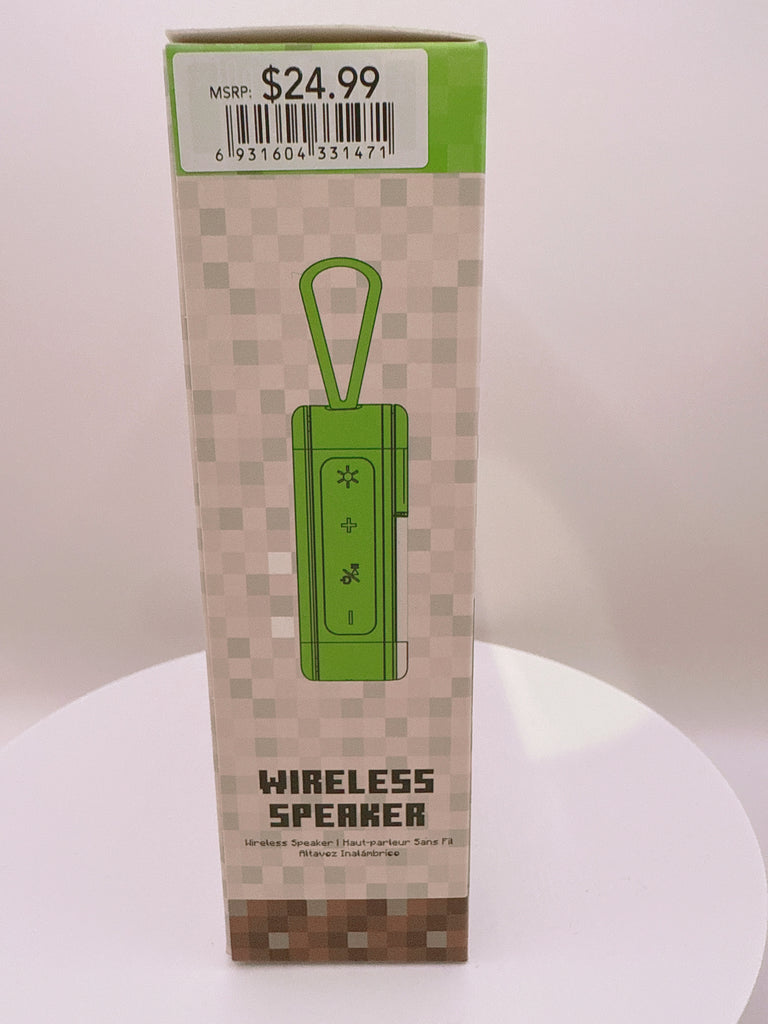 MSRP: $24.99
6 931604 331471
WIRELESS
SPEAKER
Wireless Speaker | Haut-parleur Sans Fil
Altavoz Inalámbrico